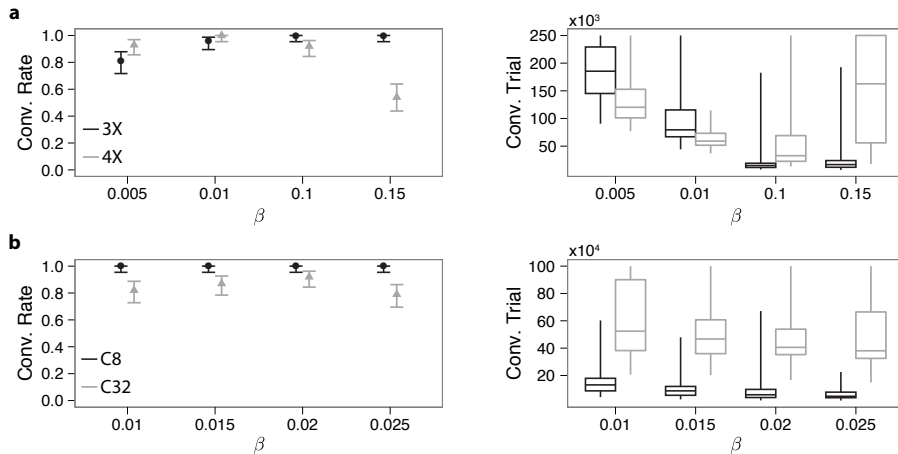 a
Conv. Rate
1.0
0.8
0.6
0.4
0.2
0.0
3X
4X
0.005 0.01 0.1 0.15
β
Conv. Trial
x10³
250
200
150
100
50
0.005 0.01 0.1 0.15
β
b
Conv. Rate
1.0
0.8
0.6
0.4
0.2
0.0
C8
C32
0.01 0.015 0.02 0.025
β
Conv. Trial
x10⁴
100
80
60
40
20
0.01 0.015 0.02 0.025
β